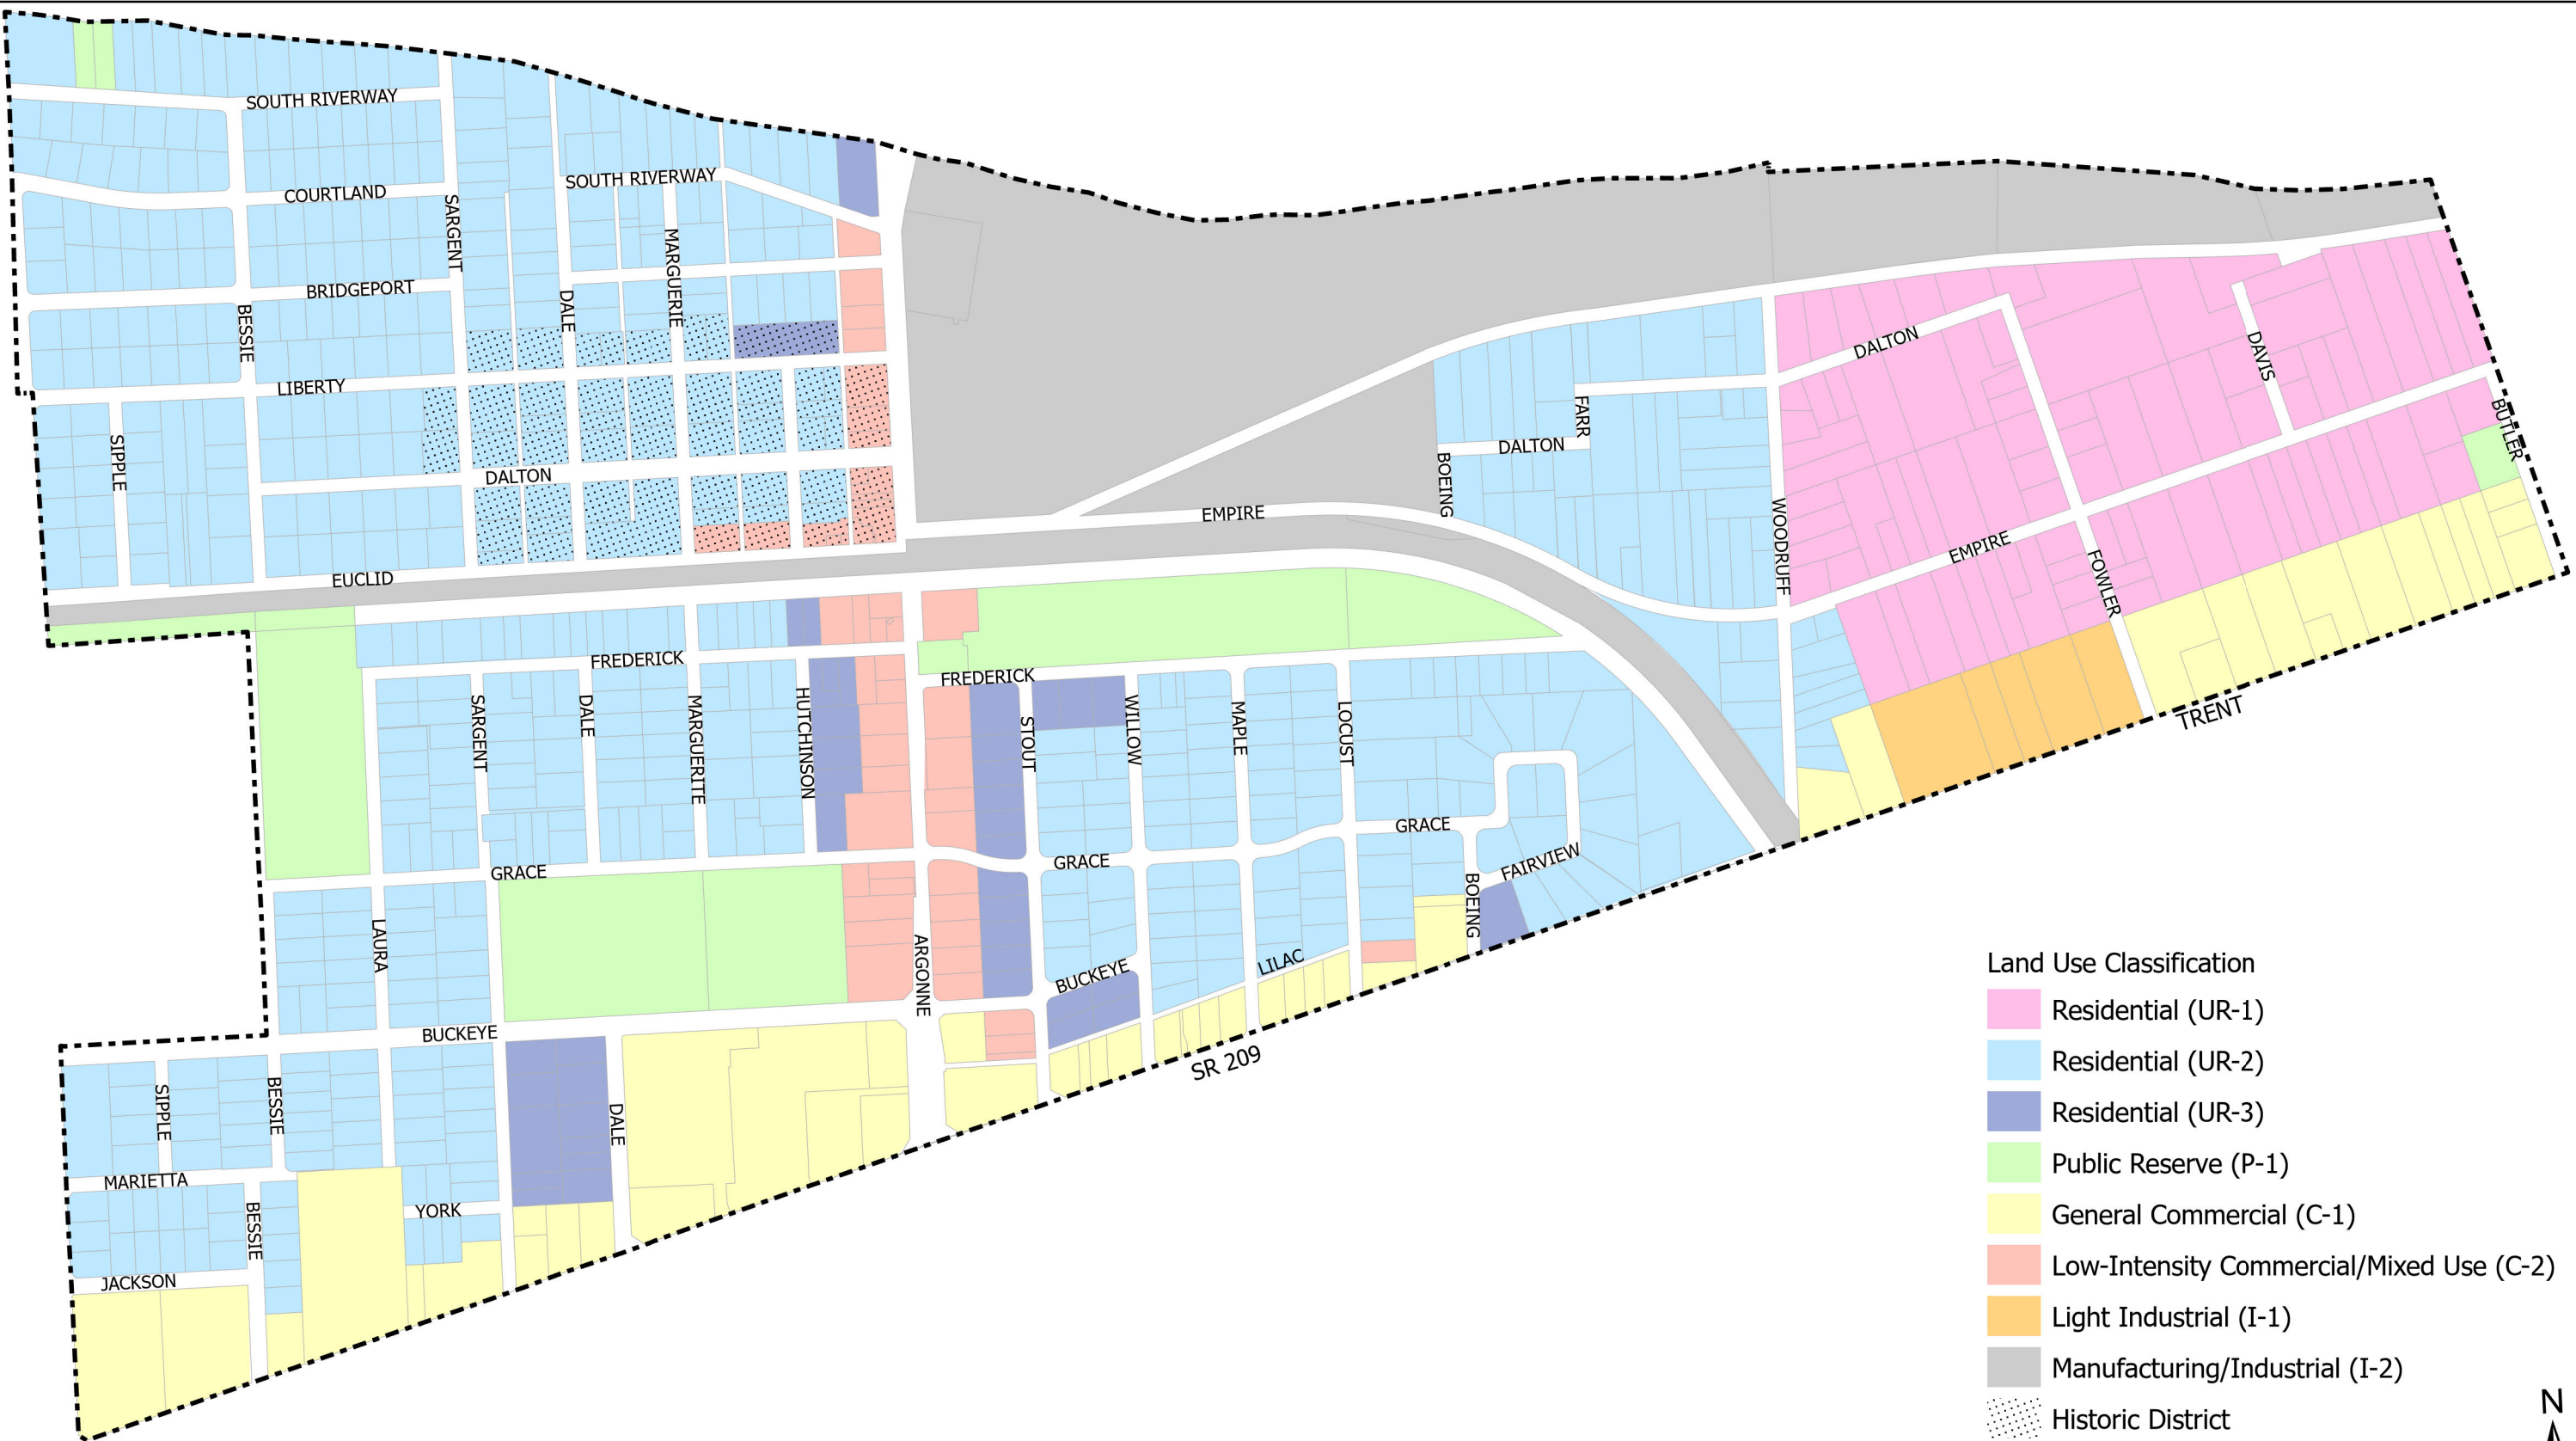 SOUTH RIVERWAY
SOUTH RIVERWAY
COURTLAND
SARGENT
MARGUERIE
BRIDGEPORT
DALE
BESSIE
LIBERTY
SIPPLE
DALTON
EUCLID
EMPIRE
DALTON
DAVIS
FARR
DALTON
BOEING
BUTLER
WOODRUFF
EMPIRE
FOWLER
TRENT
FREDERICK
FREDERICK
SARGENT
DALE
MARGUERITE
HUTCHINSON
STOUT
WILLOW
MAPLE
LOCUST
GRACE
GRACE
GRACE
FAIRVIEW
BOEING
LAURA
ARGONNE
BUCKEYE
LILAC
BUCKEYE
SR 209
SIPPLE
BESSIE
DALE
MARIETTA
YORK
BESSIE
JACKSON
Land Use Classification
Residential (UR-1)
Residential (UR-2)
Residential (UR-3)
Public Reserve (P-1)
General Commercial (C-1)
Low-Intensity Commercial/Mixed Use (C-2)
Light Industrial (I-1)
Manufacturing/Industrial (I-2)
Historic District
N